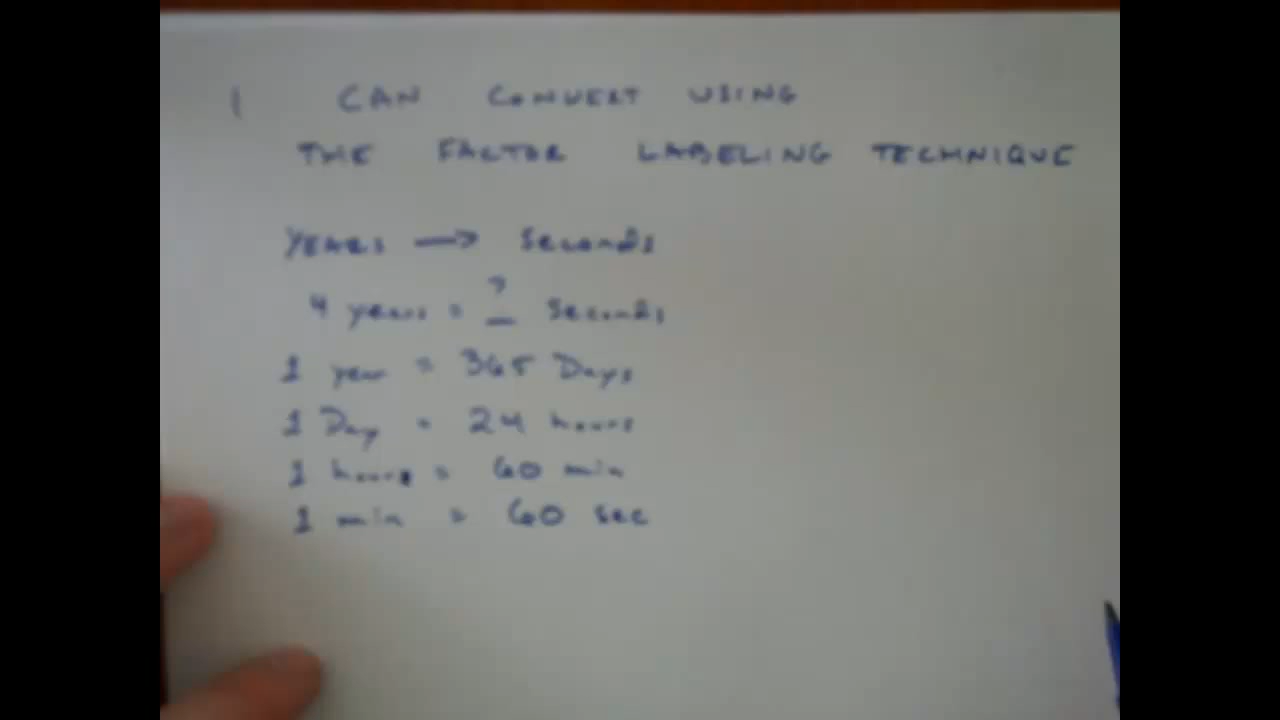 I CAN CONVERT USING
THE FACTOR LABELING TECHNIQUE
YEARS → Seconds
4 years = ? Seconds
1 year = 365 Days
1 Day = 24 hours
1 hours = 60 min
1 min = 60 sec